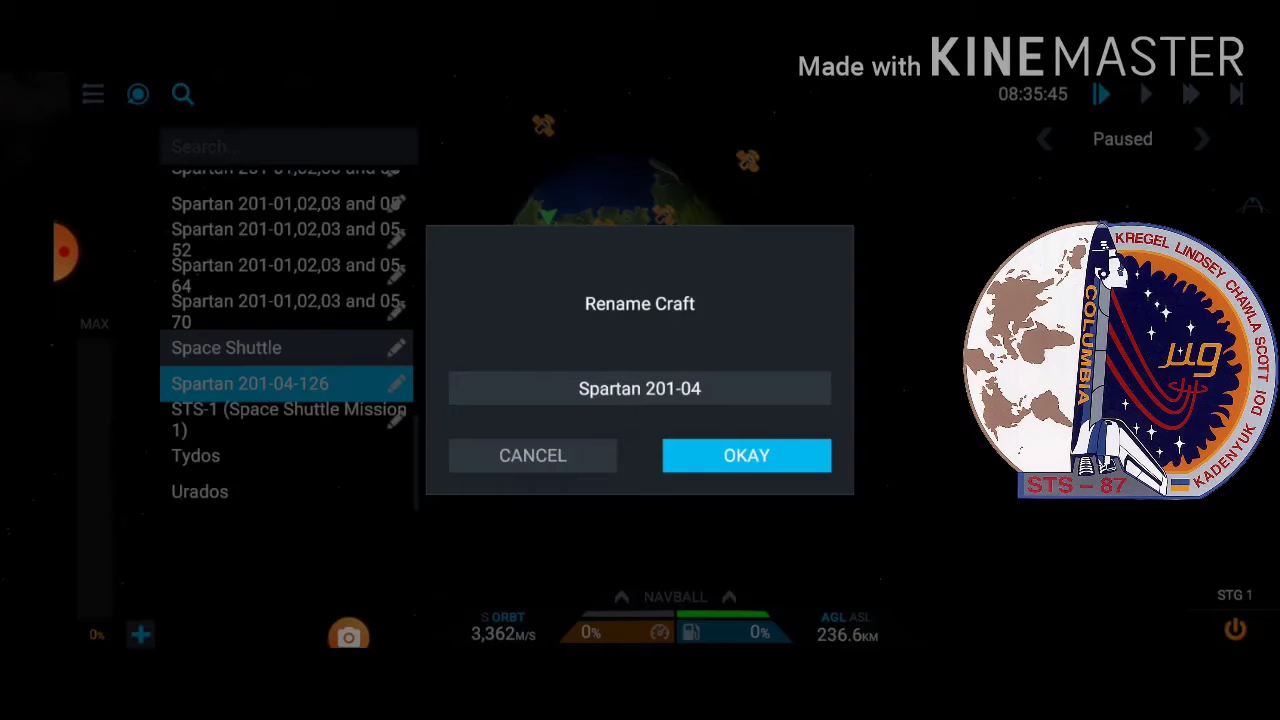 Made with KINEMASTER
08:35:45
Paused
Search...
Spartan 201-01,02,03 and 05-
Spartan 201-01,02,03 and 05-
52
Spartan 201-01,02,03 and 05-
64
Spartan 201-01,02,03 and 05-
70
Space Shuttle
Spartan 201-04-126
STS-1 (Space Shuttle Mission
1)
Tydos
Urados
MAX
0%
Rename Craft
Spartan 201-04
CANCEL
OKAY
KREGEL LINDSEY CHAWLA SCOTT DOI KADENYUK
COLUMBIA
μg
STS - 87
NAVBALL
S ORBT
3,362M/S
0%
0%
AGL ASL
236.6KM
STG 1